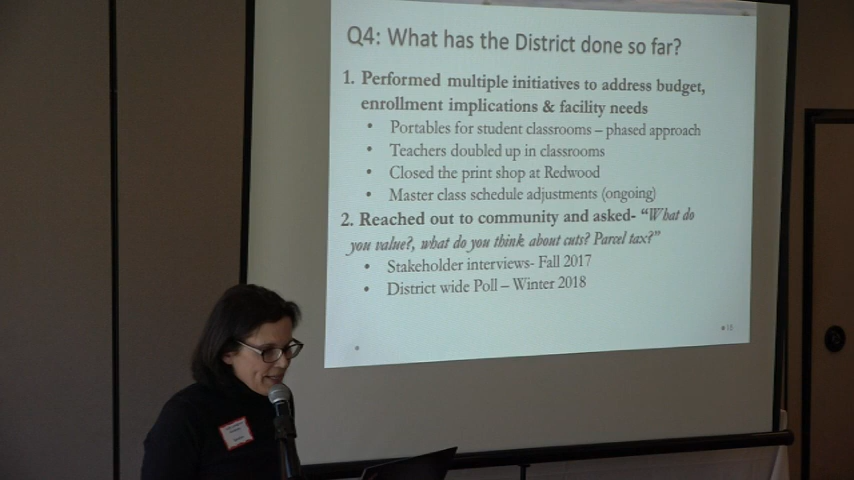 Q4: What has the District done so far?
1. Performed multiple initiatives to address budget,
enrollment implications & facility needs
• Portables for student classrooms – phased approach
• Teachers doubled up in classrooms
• Closed the print shop at Redwood
• Master class schedule adjustments (ongoing)
2. Reached out to community and asked- “What do
you value?, what do you think about cuts? Parcel tax?”
• Stakeholder interviews- Fall 2017
• District wide Poll – Winter 2018